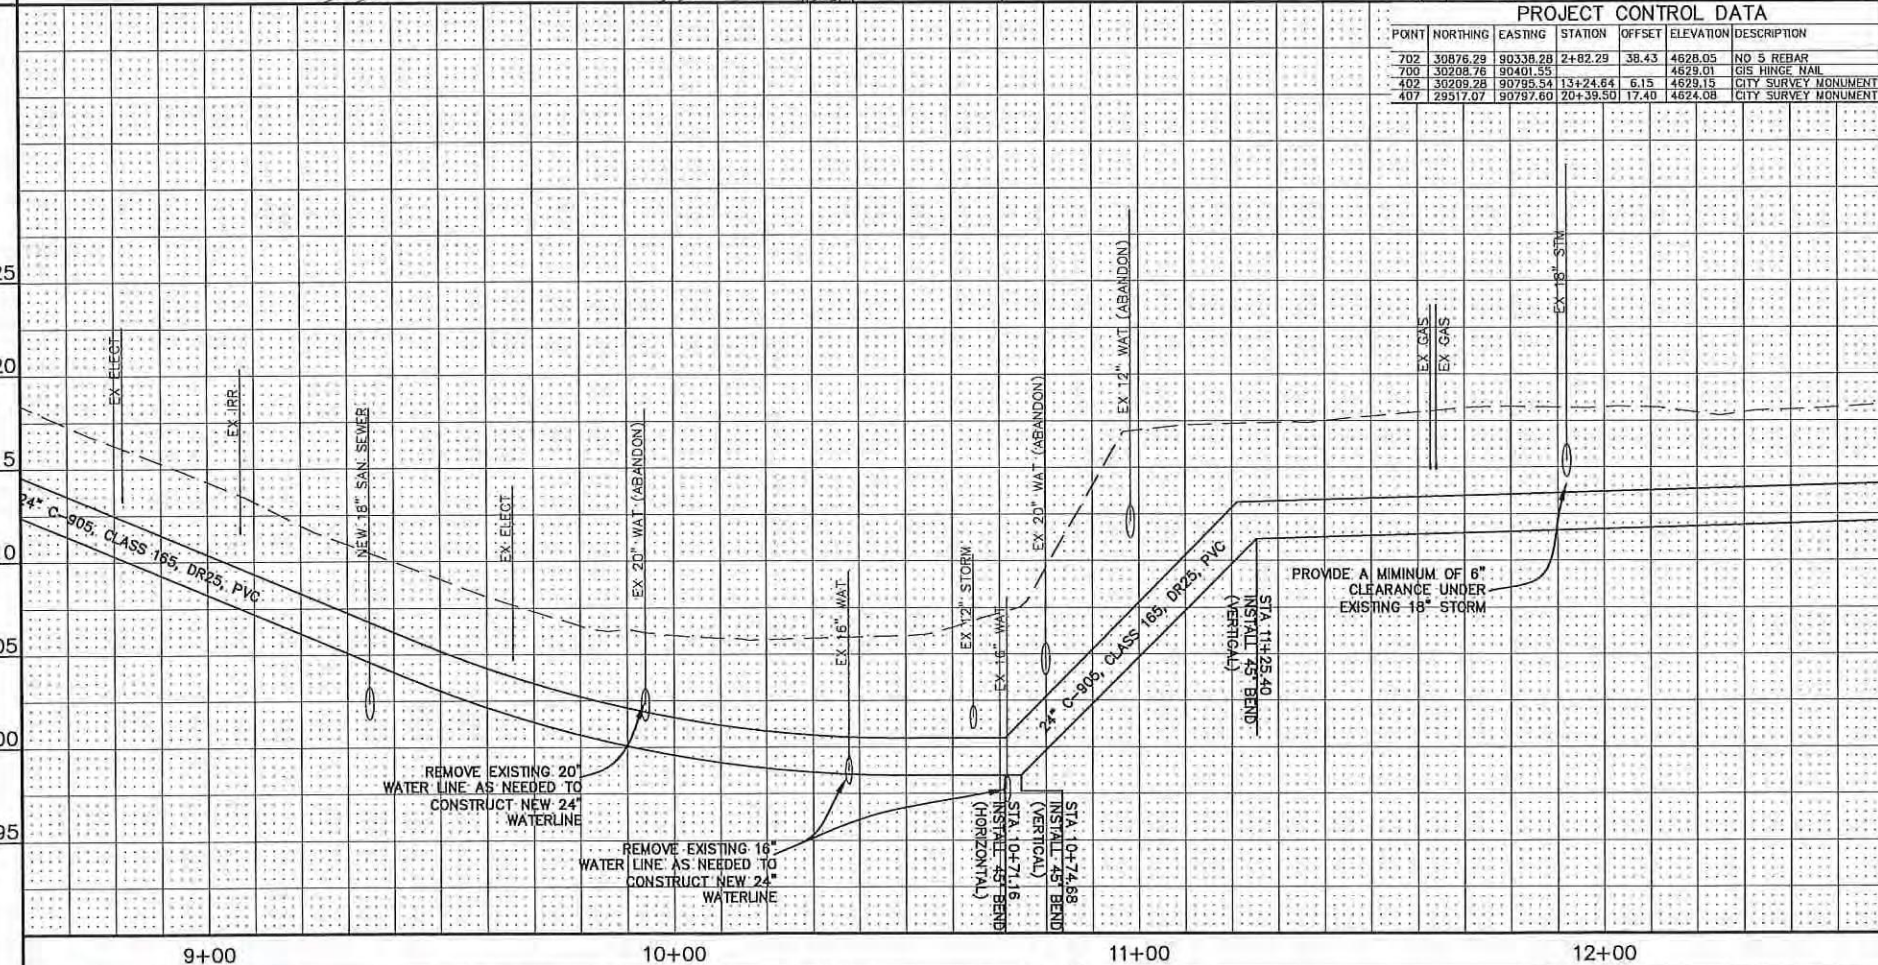 PROJECT CONTROL DATA
POINT NORTHING EASTING STATION OFFSET ELEVATION DESCRIPTION
702 30876.29 90338.28 2+82.29 38.43 4628.05 NO 5 REBAR
700 30208.76 90401.55 4629.01 GIS HINGE NAIL
402 30209.28 90795.54 13+24.64 6.15 4629.15 CITY SURVEY MONUMENT
407 29517.07 90797.60 20+39.50 17.40 4624.08 CITY SURVEY MONUMENT
25
20
15
10
05
00
95
EX ELECT
EX IRR
NEW 18" SAN. SEWER
EX ELECT
EX 20" WAT (ABANDON)
EX 16" WAT
EX 12" STORM
EX 16" WAT
EX 20" WAT (ABANDON)
EX 12" WAT (ABANDON)
EX GAS
EX GAS
EX 18" STM
24" C-905, CLASS 165, DR25, PVC
24" C-905, CLASS 165, DR25, PVC
PROVIDE A MIMINUM OF 6"
CLEARANCE UNDER
EXISTING 18" STORM
STA 11+25.40
INSTALL 45° BEND
(VERTICAL)
REMOVE EXISTING 20"
WATER LINE AS NEEDED TO
CONSTRUCT NEW 24"
WATERLINE
REMOVE EXISTING 16"
WATER LINE AS NEEDED TO
CONSTRUCT NEW 24"
WATERLINE
STA 10+71.16
INSTALL 45° BEND
(HORIZONTAL)
STA 10+74.68
INSTALL 45° BEND
(VERTICAL)
9+00
10+00
11+00
12+00